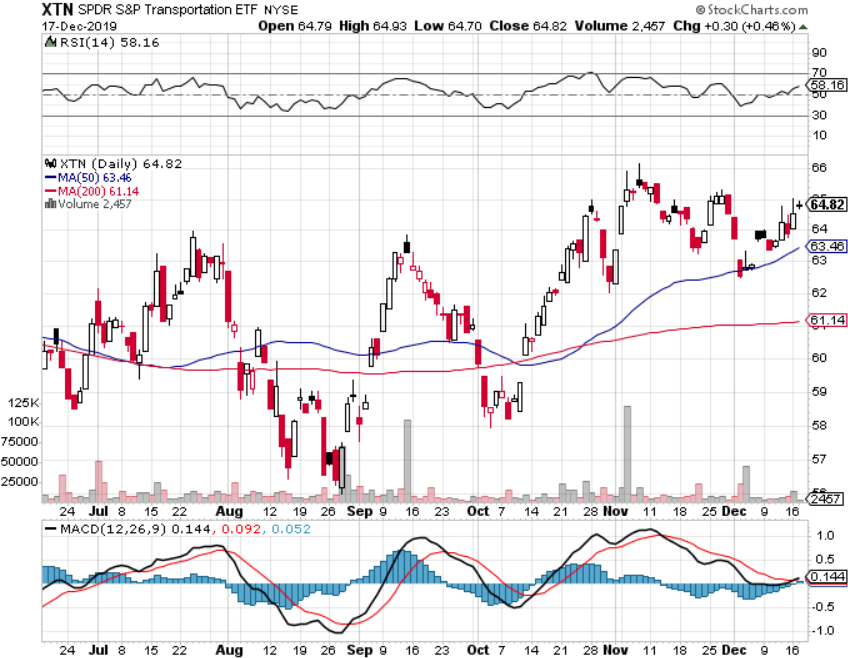 XTN SPDR S&P Transportation ETF NYSE © StockCharts.com
17-Dec-2019 Open 64.79 High 64.93 Low 64.70 Close 64.82 Volume 2,457 Chg +0.30 (+0.46%)
RSI(14) 58.16
90
70
58.16
50
30
10
XTN (Daily) 64.82
MA(50) 63.46
MA(200) 61.14
Volume 2,457
66
65
64.82
64
63.46
63
62
61.14
60
59
58
57
56
125K
100K
75000
50000
25000
2457
24 Jul 8 15 22 Aug 12 19 26 Sep 9 16 23 Oct 7 14 21 28 Nov 11 18 25 Dec 9 16
MACD(12,26,9) 0.144, 0.092, 0.052
1.0
0.5
0.144
-0.5
-1.0
24 Jul 8 15 22 Aug 12 19 26 Sep 9 16 23 Oct 7 14 21 28 Nov 11 18 25 Dec 9 16